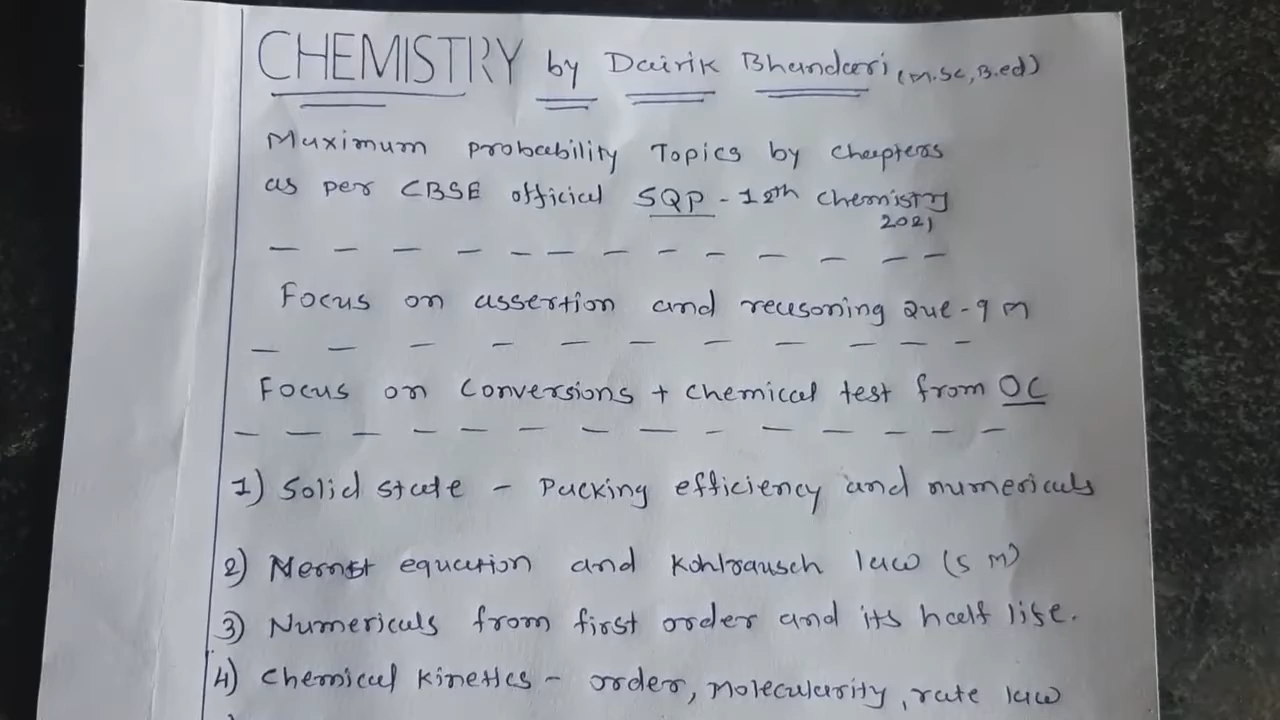 CHEMISTRY by Dairik Bhandari (M.Sc, B.ed)
Maximum probability Topics by chapters
as per CBSE official SQP - 12th chemistry
2021
Focus on assertion and reasoning Que - 9 M
Focus on Conversions + chemical test from OC
1) Solid state - Packing efficiency and numericals
2) Nernst equation and Kohlrausch law (5 M)
3) Numericals from first order and its half life.
4) Chemical Kinetics - order, Molecularity, rate law